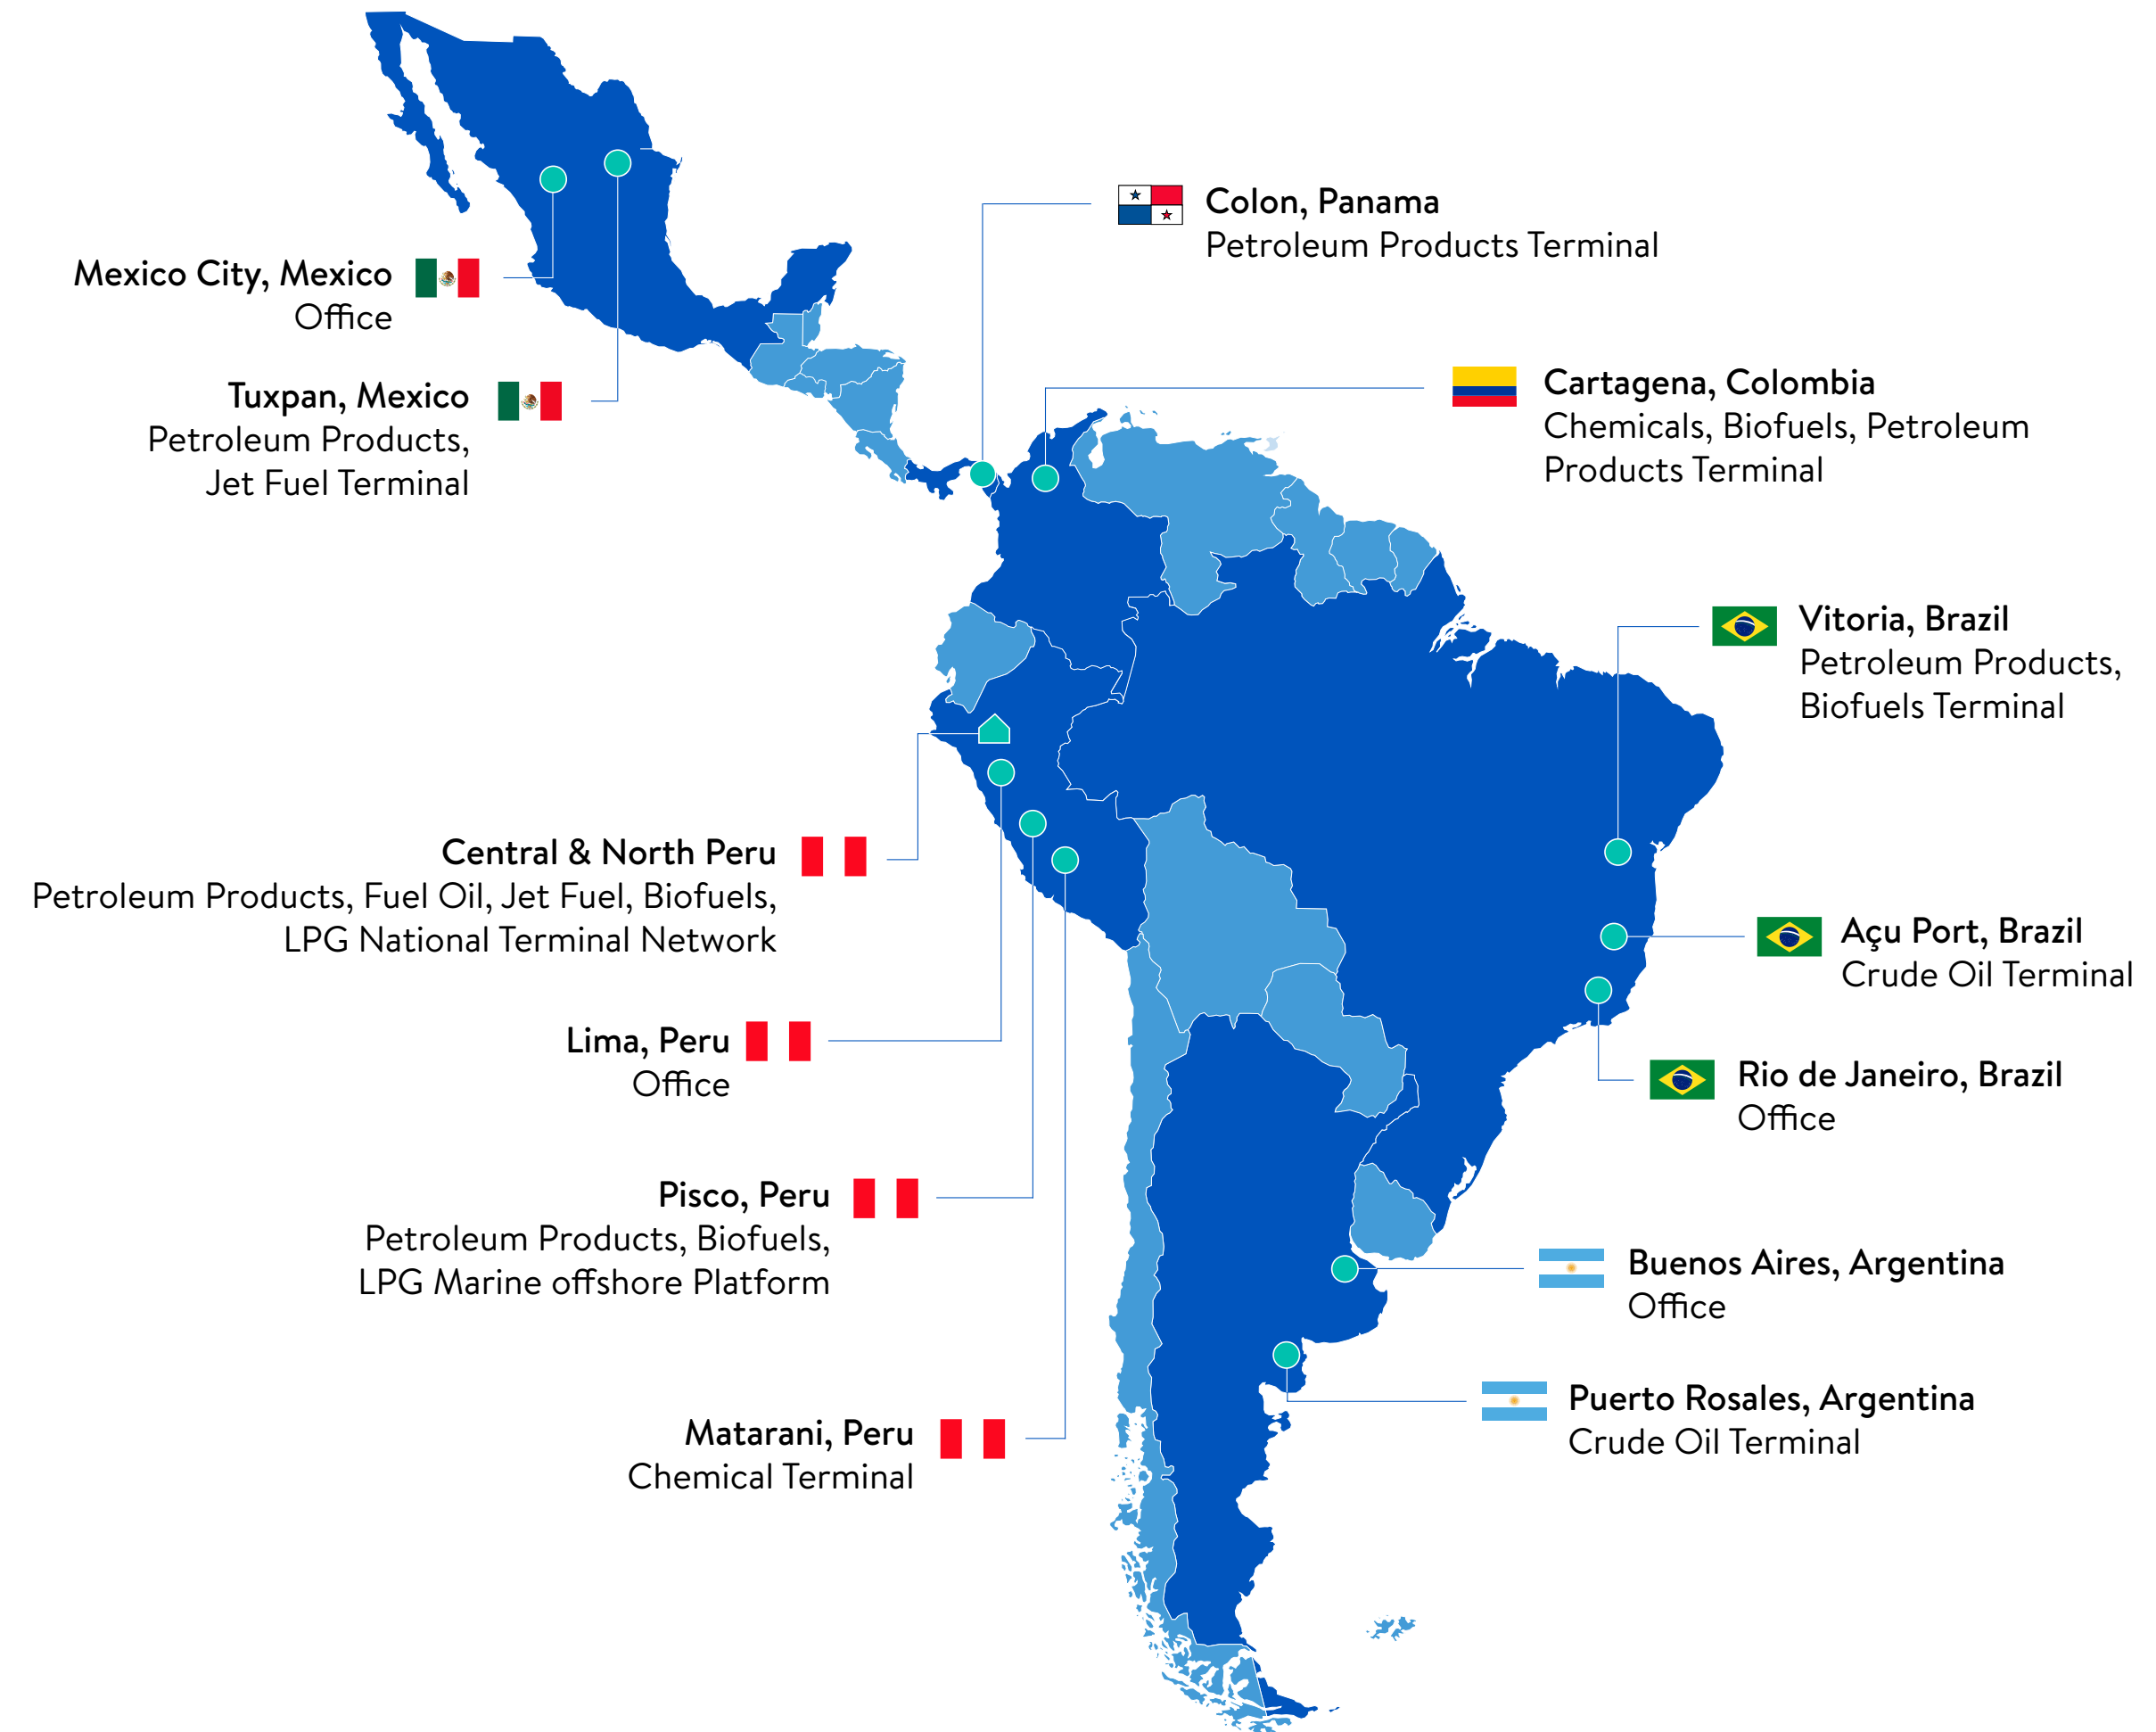 Mexico City, Mexico
Office
Tuxpan, Mexico
Petroleum Products,
Jet Fuel Terminal
Colon, Panama
Petroleum Products Terminal
Cartagena, Colombia
Chemicals, Biofuels, Petroleum
Products Terminal
Vitoria, Brazil
Petroleum Products,
Biofuels Terminal
Central & North Peru
Petroleum Products, Fuel Oil, Jet Fuel, Biofuels,
LPG National Terminal Network
Açu Port, Brazil
Crude Oil Terminal
Lima, Peru
Office
Rio de Janeiro, Brazil
Office
Pisco, Peru
Petroleum Products, Biofuels,
LPG Marine offshore Platform
Buenos Aires, Argentina
Office
Matarani, Peru
Chemical Terminal
Puerto Rosales, Argentina
Crude Oil Terminal